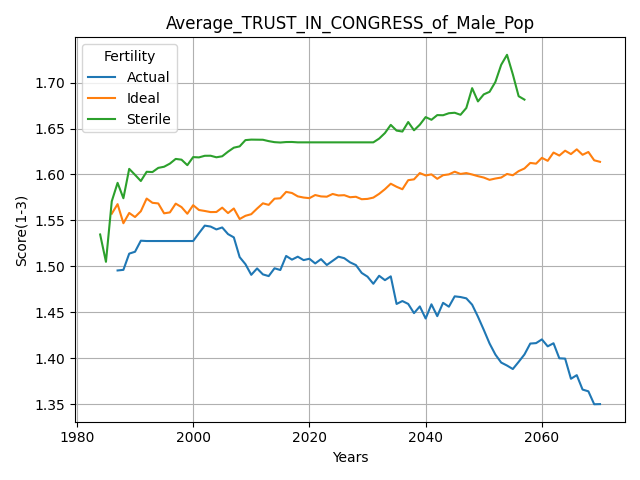 Average_TRUST_IN_CONGRESS_of_Male_Pop
Fertility
Actual
Ideal
Sterile
Score(1-3)
1.70
1.65
1.60
1.55
1.50
1.45
1.40
1.35
1980
2000
2020
2040
2060
Years